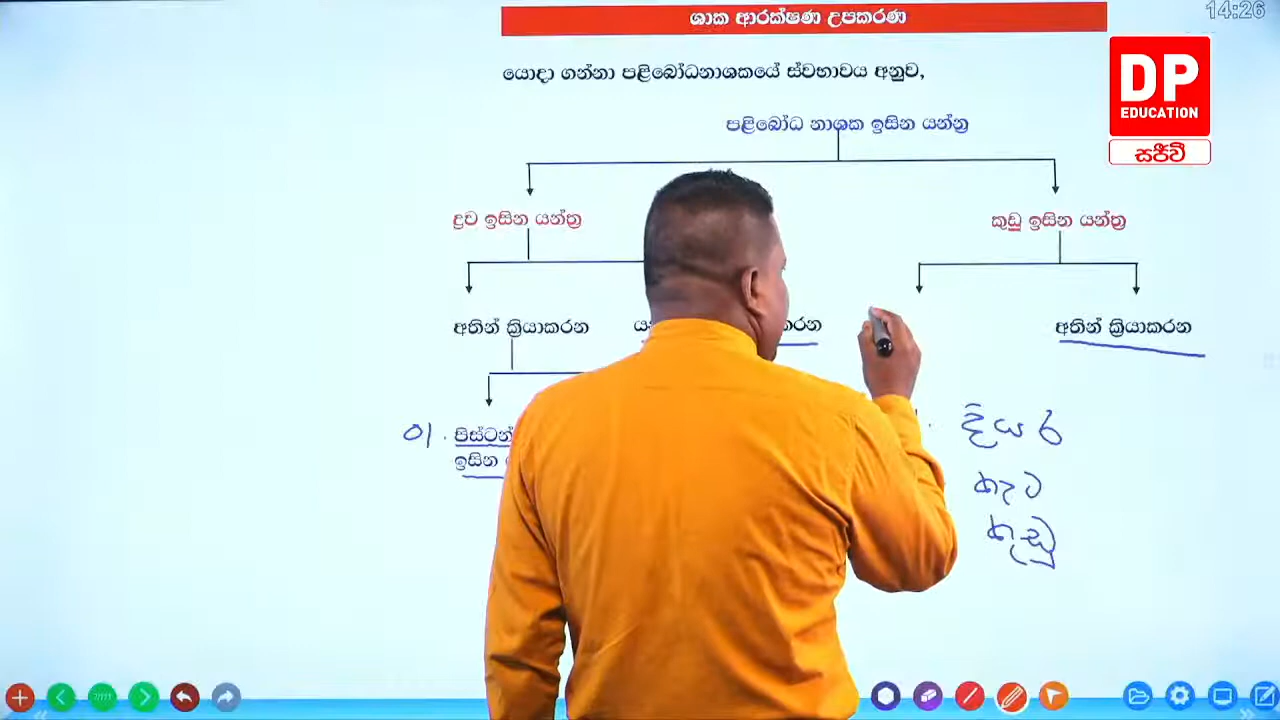 ශාක ආරක්ෂණ උපකරණ
14:26
DP
EDUCATION
සජීවී
යොදා ගන්නා පළිබෝධනාශකයේ ස්වභාවය අනුව,
පළිබෝධ නාශක ඉසින යන්ත්‍ර
ද්‍රව ඉසින යන්ත්‍ර
කුඩු ඉසින යන්ත්‍ර
අතින් ක්‍රියාකරන
අතින් ක්‍රියාකරන
01. පිස්ටන්
ඉසින
දියර
කැට
කුඩු